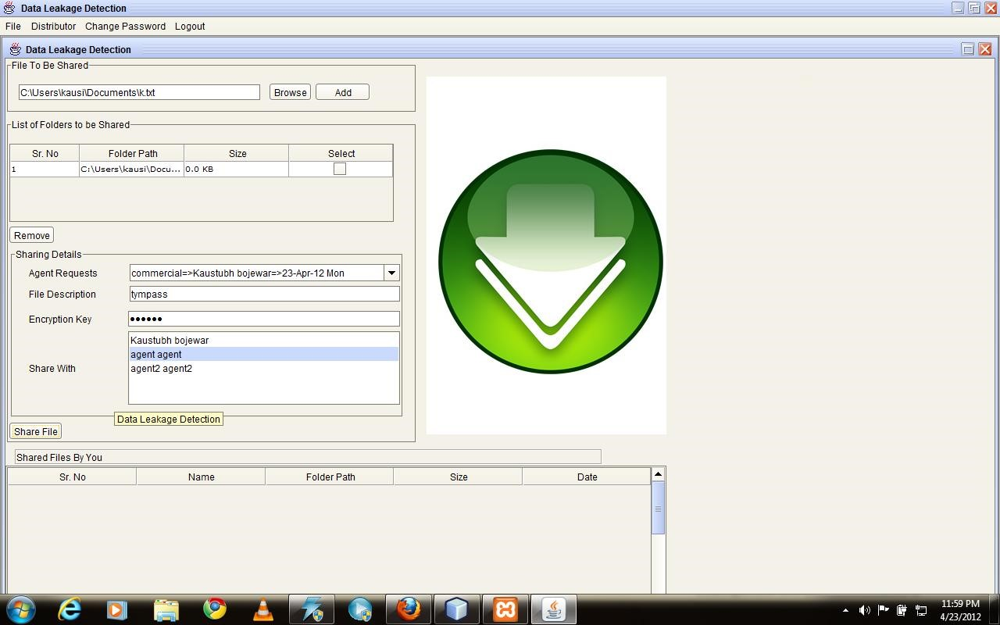 Data Leakage Detection
File Distributor Change Password Logout
Data Leakage Detection
File To Be Shared
C:\Users\kausi\Documents\k.txt Browse Add
List of Folders to be Shared
Sr. No Folder Path Size Select
1 C:\Users\kausi\Docu... 0.0 KB
Remove
Sharing Details
Agent Requests commercial=>Kaustubh bojewar=>23-Apr-12 Mon
File Description tympass
Encryption Key ••••••
Kaustubh bojewar
agent agent
Share With agent2 agent2
Data Leakage Detection
Share File
Shared Files By You
Sr. No Name Folder Path Size Date
11:59 PM
4/23/2012